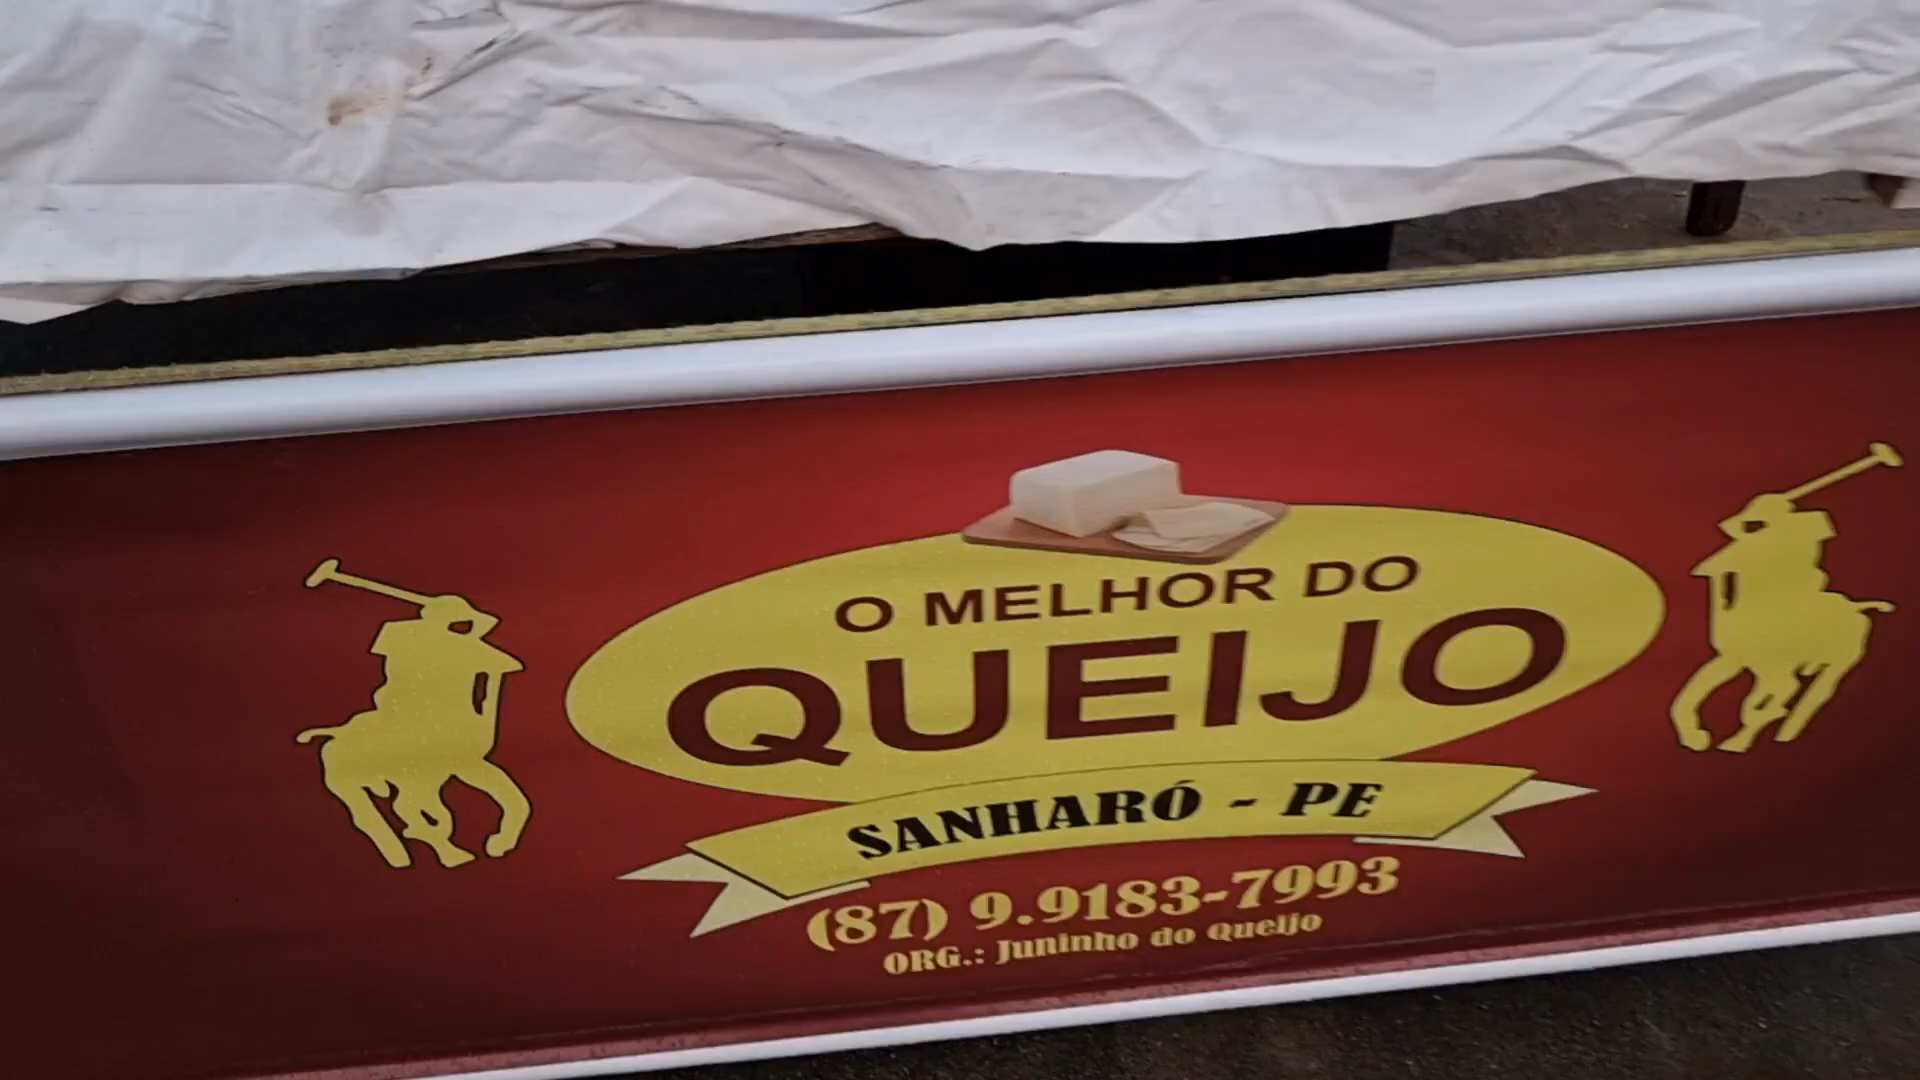 O MELHOR DO
QUEIJO
SANHARÓ - PE
(87) 9.9183-7993
ORG.: Juninho do Queijo